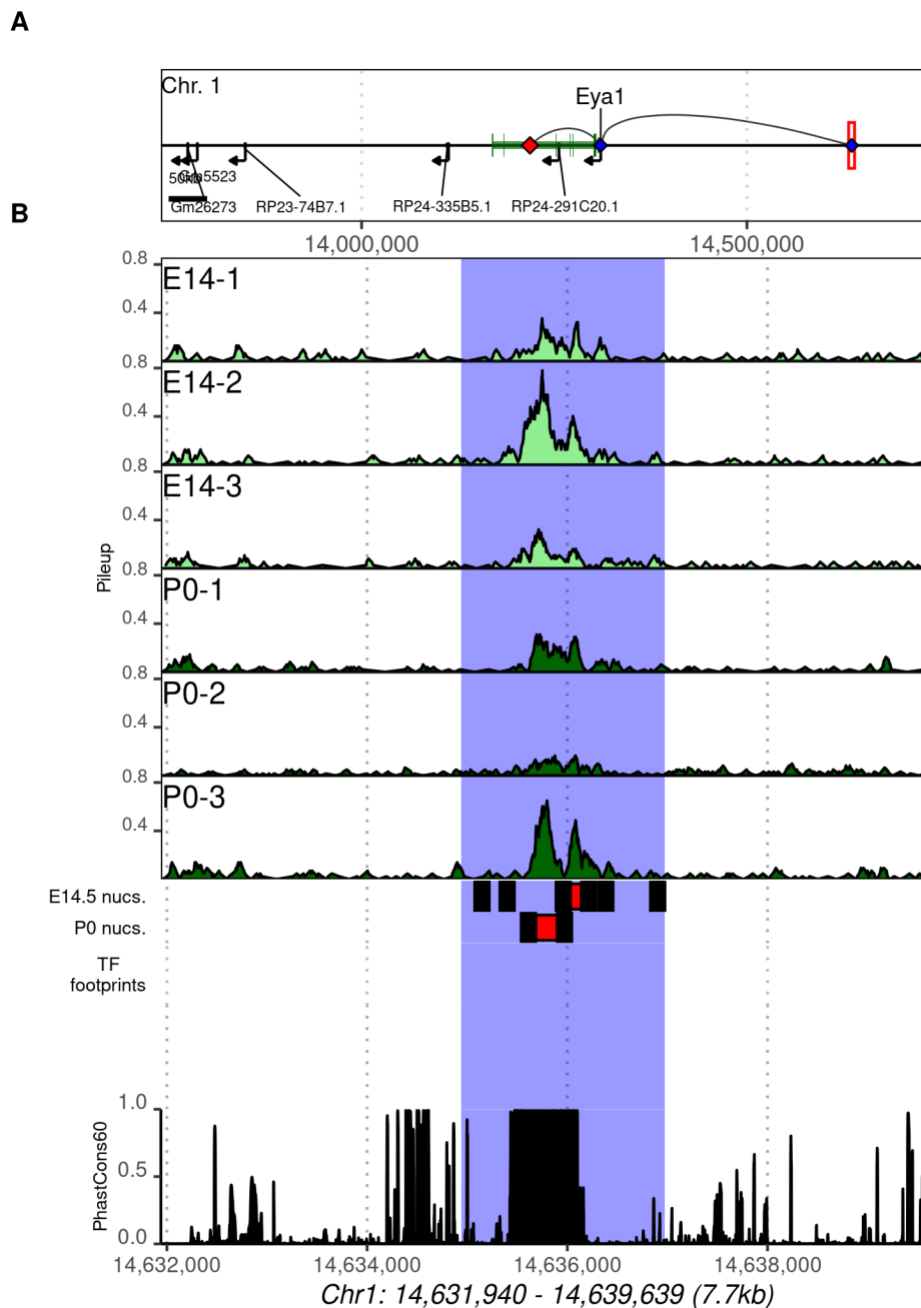 A
Chr. 1
Eya1
50kb
Gm5523
Gm26273
RP23-74B7.1
RP24-335B5.1
RP24-291C20.1
14,000,000
14,500,000
B
0.8
E14-1
0.4
0.8
E14-2
0.4
0.8
E14-3
0.4
0.8
P0-1
0.4
0.8
P0-2
0.4
0.8
P0-3
0.4
Pileup
E14.5 nucs.
P0 nucs.
TF
footprints
1.0
0.5
0.0
PhastCons60
14,632,000
14,634,000
14,636,000
14,638,000
Chr1: 14,631,940 - 14,639,639 (7.7kb)